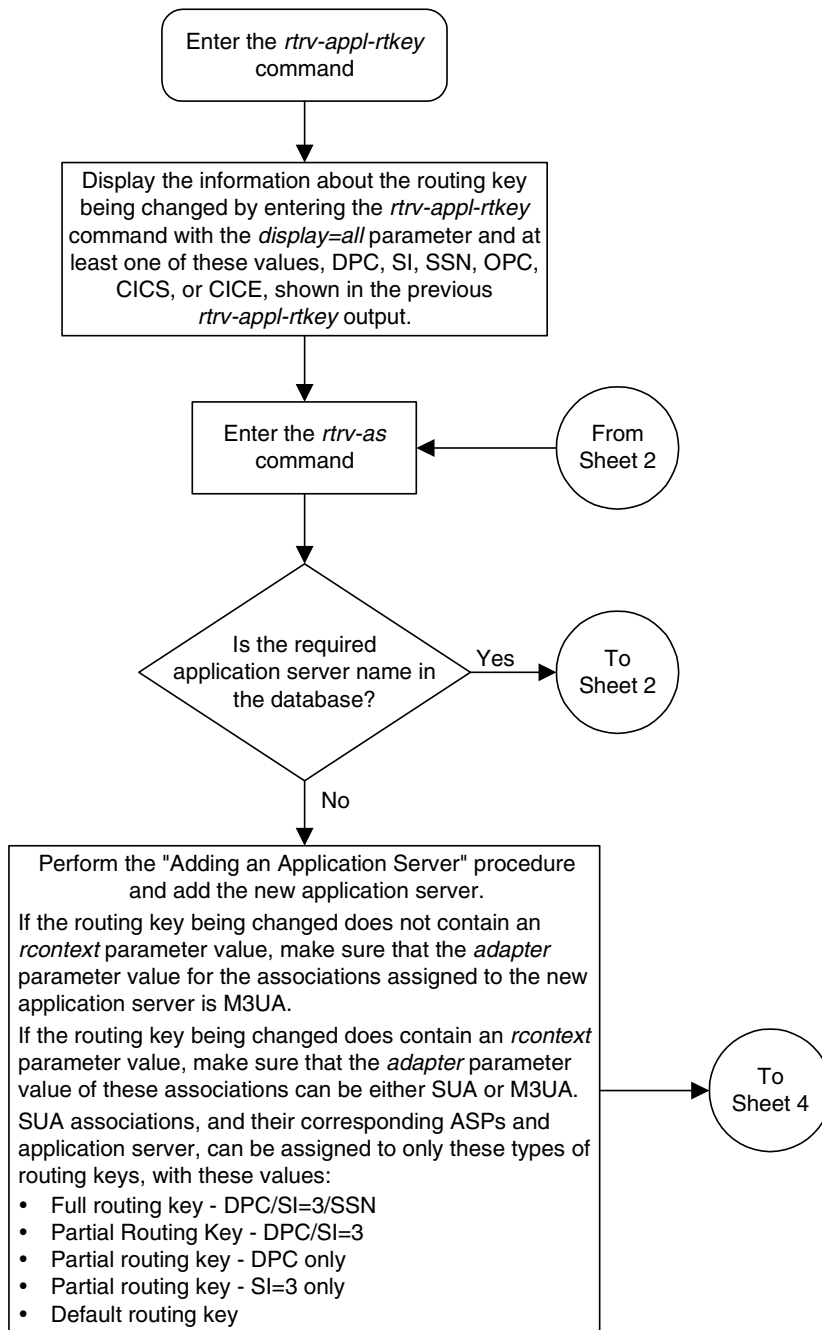 Enter the rtrv-appl-rtkey
command
Display the information about the routing key
being changed by entering the rtrv-appl-rtkey
command with the display=all parameter and at
least one of these values, DPC, SI, SSN, OPC,
CICS, or CICE, shown in the previous
rtrv-appl-rtkey output.
Enter the rtrv-as
command
From
Sheet 2
Is the required
application server name in
the database?
Yes
To
Sheet 2
No
Perform the "Adding an Application Server" procedure
and add the new application server.
If the routing key being changed does not contain an
rcontext parameter value, make sure that the adapter
parameter value for the associations assigned to the new
application server is M3UA.
If the routing key being changed does contain an rcontext
parameter value, make sure that the adapter parameter
value of these associations can be either SUA or M3UA.
SUA associations, and their corresponding ASPs and
application server, can be assigned to only these types of
routing keys, with these values:
• Full routing key - DPC/SI=3/SSN
• Partial Routing Key - DPC/SI=3
• Partial routing key - DPC only
• Partial routing key - SI=3 only
• Default routing key
To
Sheet 4